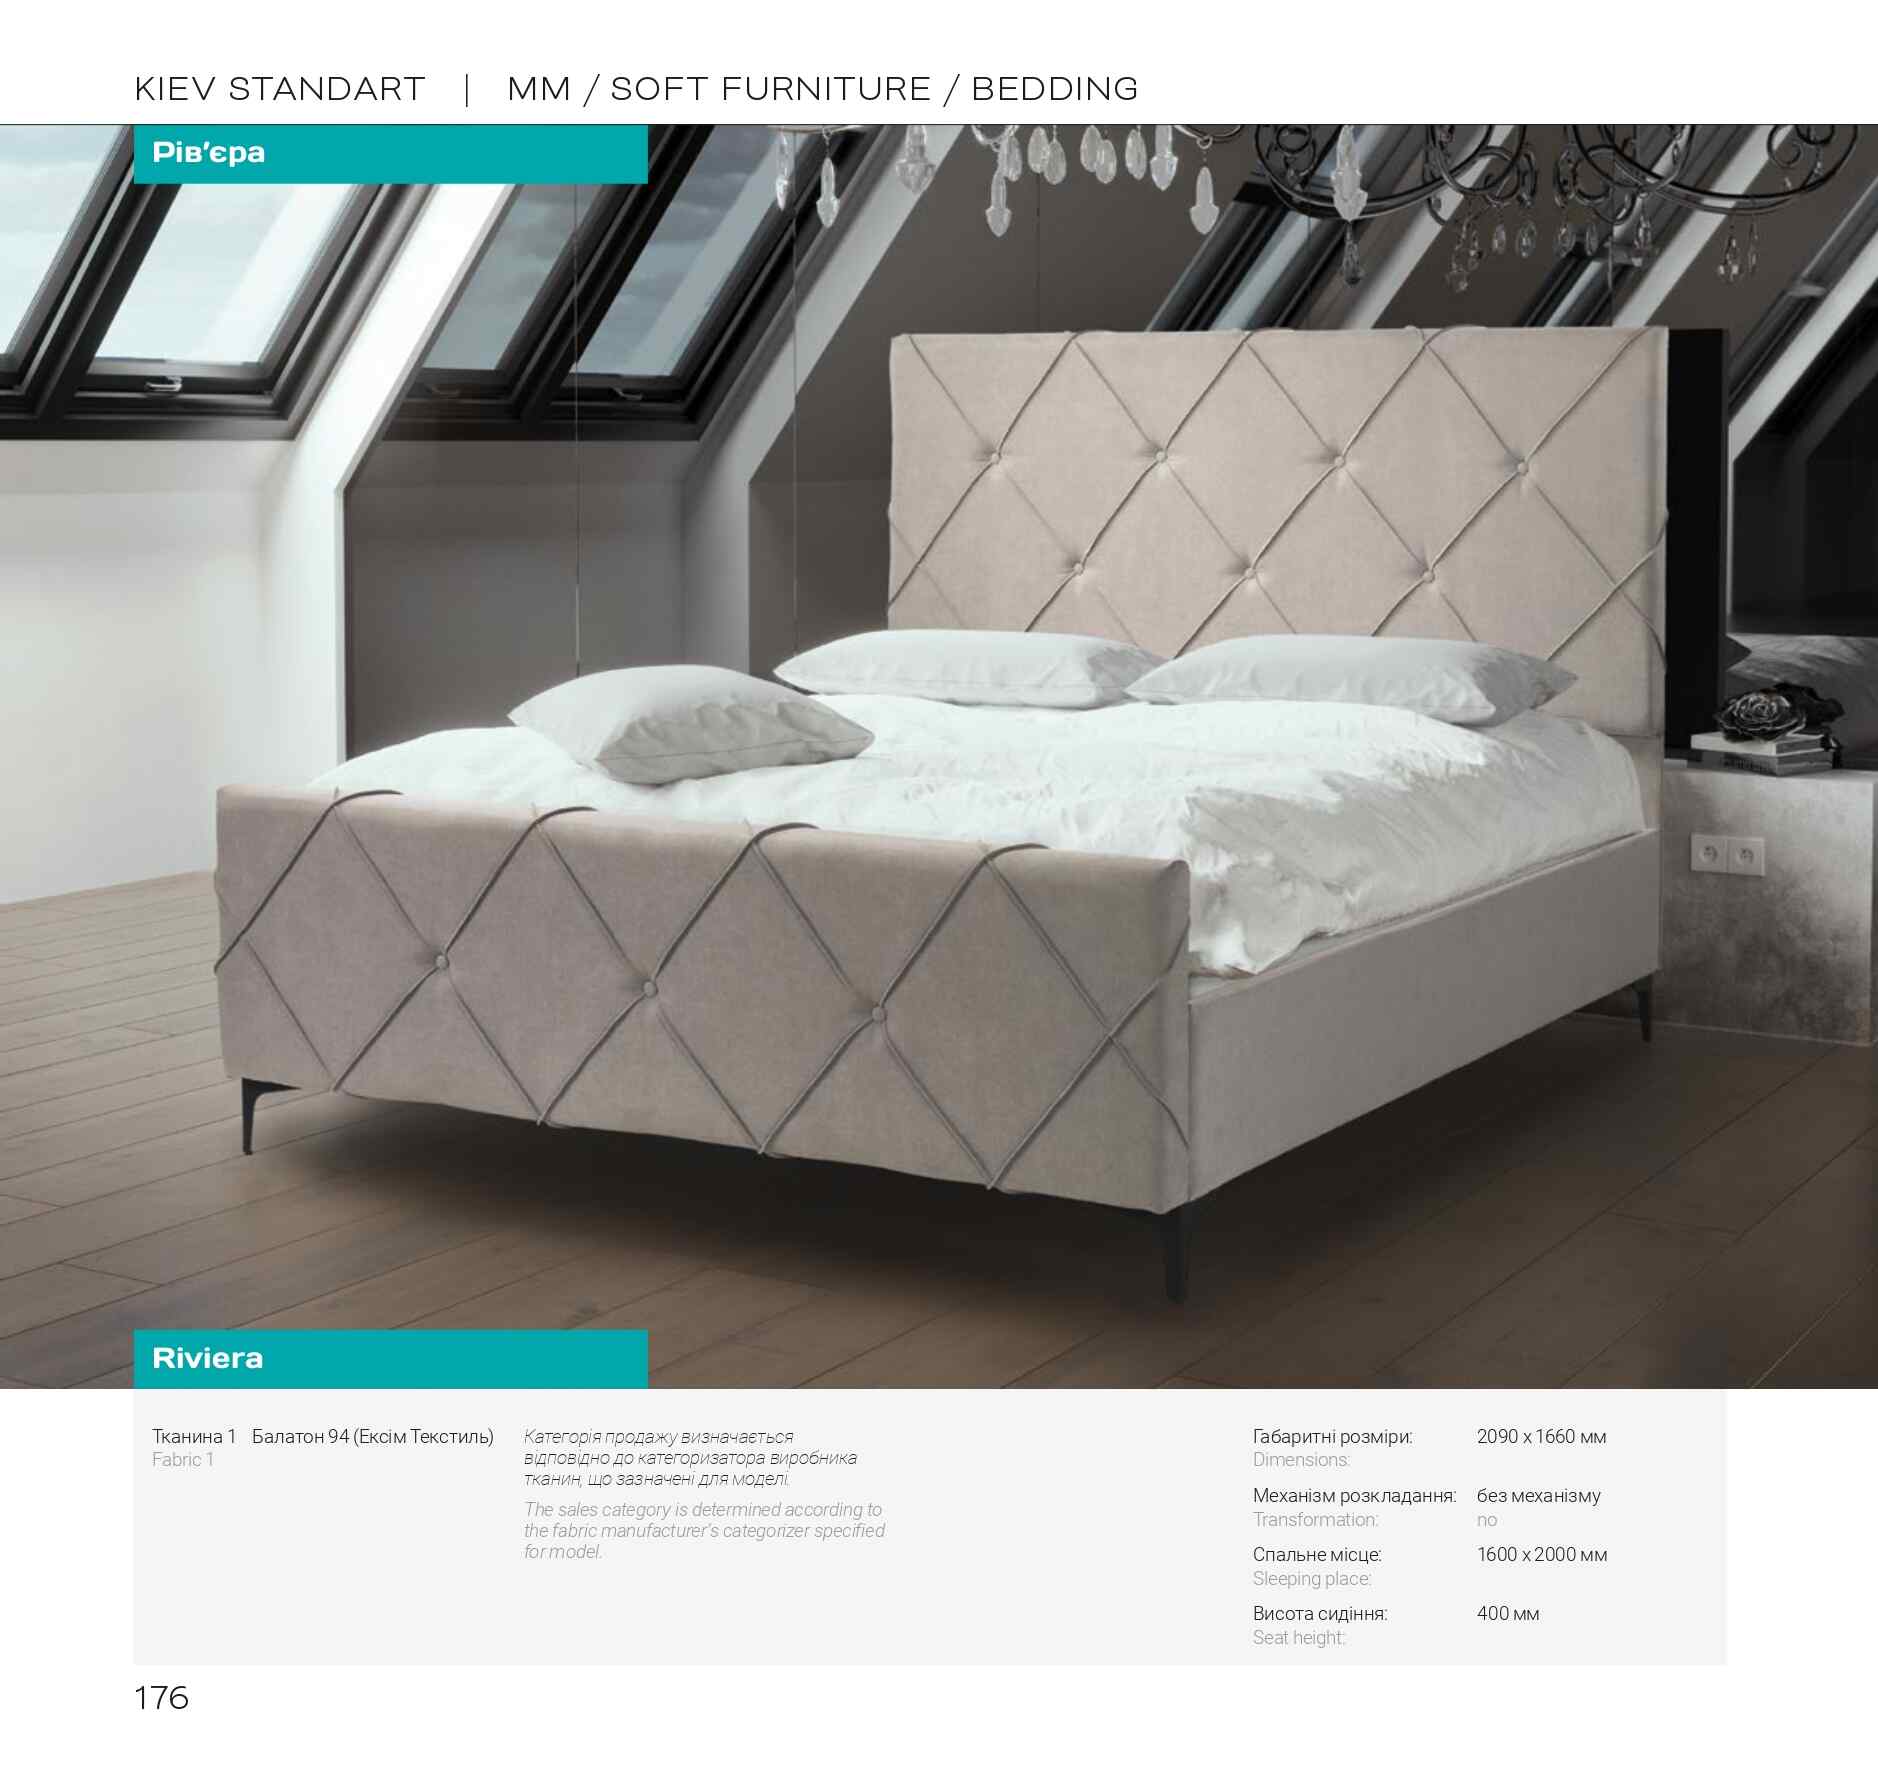 KIEV STANDART | MM / SOFT FURNITURE / BEDDING
Рів’єра
Riviera
Тканина 1 Балатон 94 (Ексім Текстиль)
Fabric 1
Категорія продажу визначається
відповідно до категоризатора виробника
тканин, що зазначені для моделі.
The sales category is determined according to
the fabric manufacturer’s categorizer specified
for model.
Габаритні розміри: 2090 x 1660 мм
Dimensions:
Механізм розкладання: без механізму
Transformation: no
Спальне місце: 1600 x 2000 мм
Sleeping place:
Висота сидіння: 400 мм
Seat height:
176